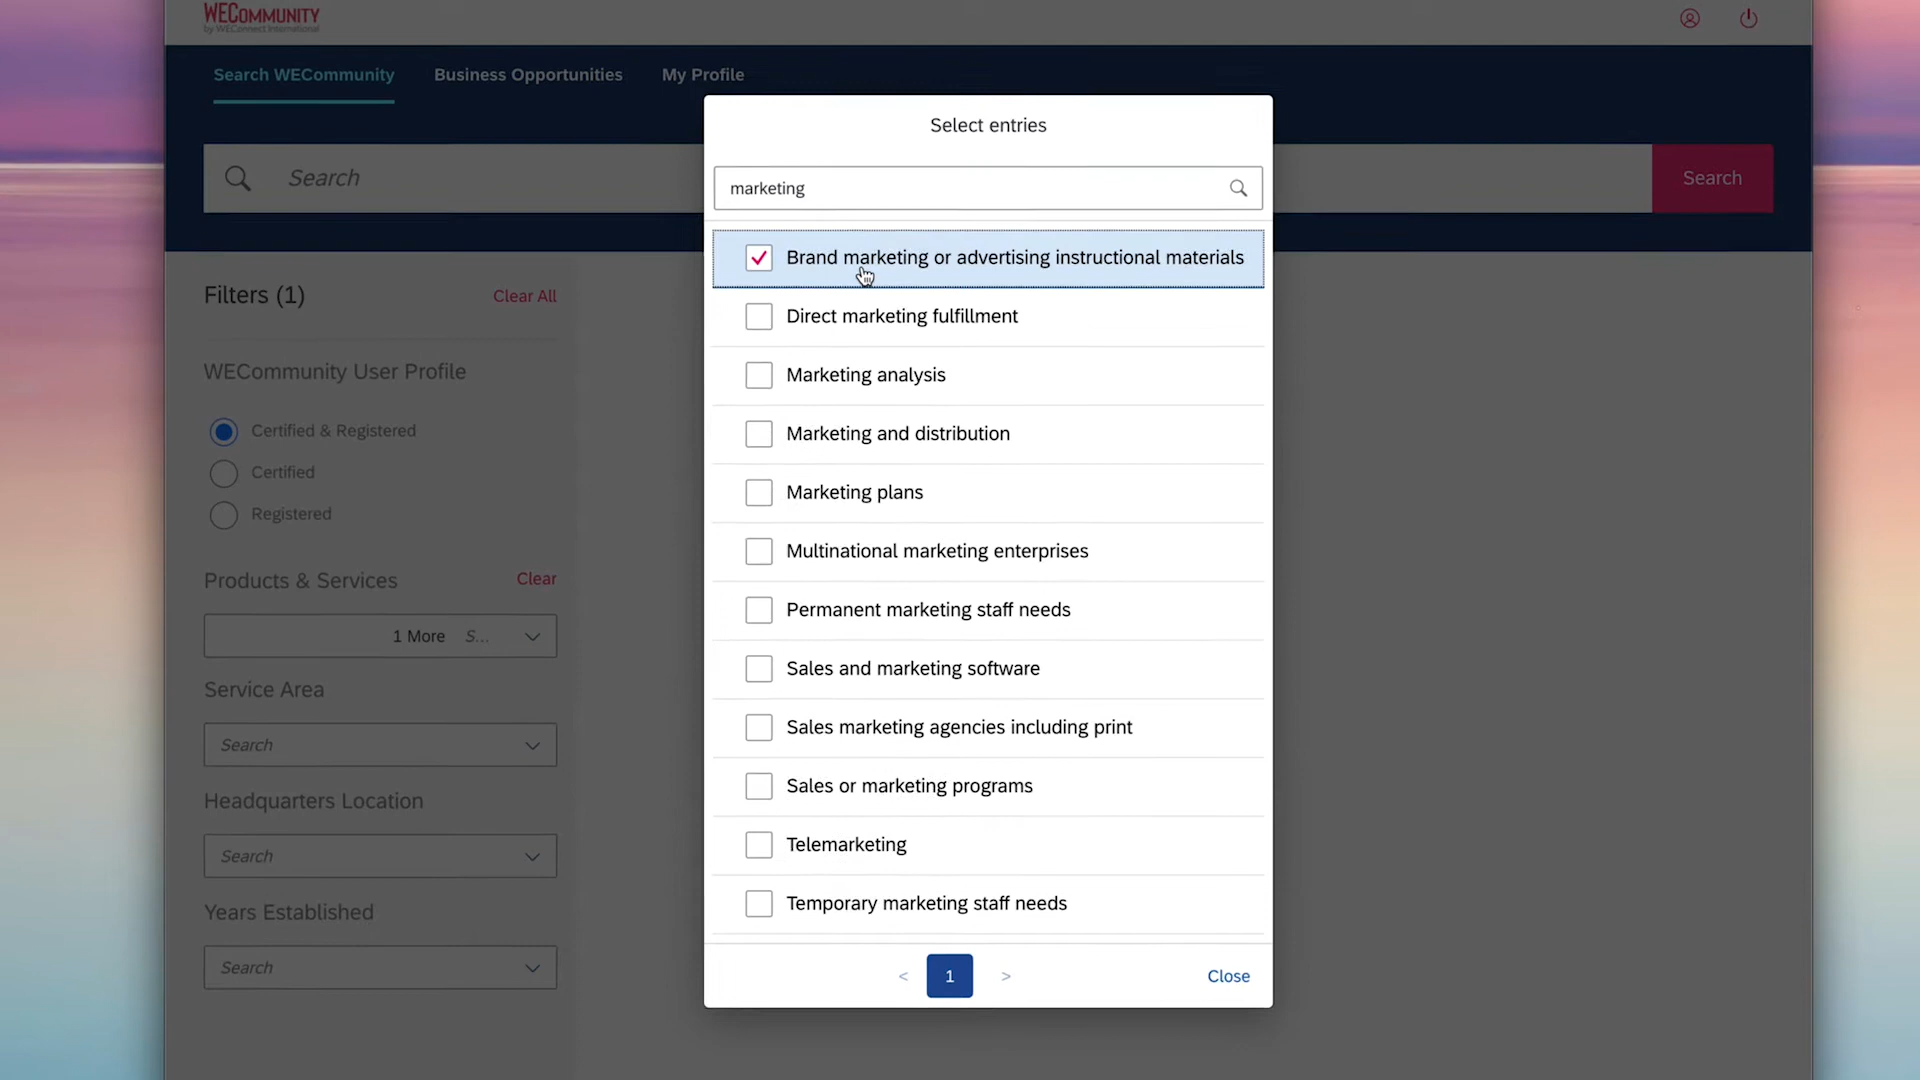 WECOMMUNITY
by WEConnect International
Search WECommunity
Business Opportunities
My Profile
Search
Search
Filters (1)
Clear All
WECommunity User Profile
Certified & Registered
Certified
Registered
Products & Services
Clear
1 More
S...
Service Area
Search
Headquarters Location
Search
Years Established
Search
Select entries
marketing
Brand marketing or advertising instructional materials
Direct marketing fulfillment
Marketing analysis
Marketing and distribution
Marketing plans
Multinational marketing enterprises
Permanent marketing staff needs
Sales and marketing software
Sales marketing agencies including print
Sales or marketing programs
Telemarketing
Temporary marketing staff needs
< 1 >
Close